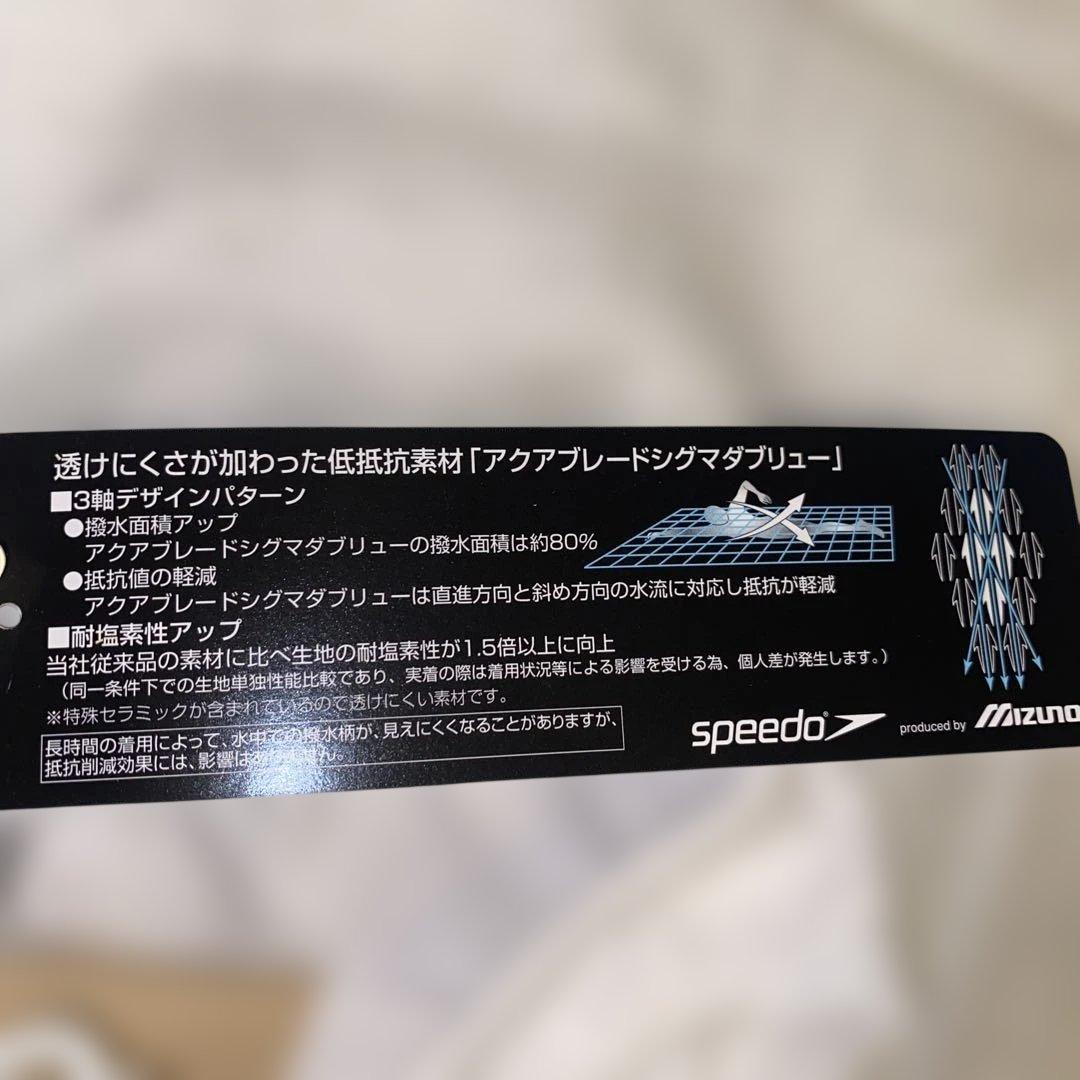 透けにくさが加わった低抵抗素材「アクアブレードシグマダブリュー」
■3軸デザインパターン
●撥水面積アップ
アクアブレードシグマダブリューの撥水面積は約80%
●抵抗値の軽減
アクアブレードシグマダブリューは直進方向と斜め方向の水流に対応し抵抗が軽減
■耐塩素性アップ
当社従来品の素材に比べ生地の耐塩素性が1.5倍以上に向上
(同一条件下での生地単独性能比較であり、実着の際は着用状況等による影響を受ける為、個人差が発生します。)
※特殊セラミックが含まれているので透けにくい素材です。
長時間の着用によって、水中での撥水柄が、見えにくくなることがありますが、
抵抗削減効果には、影響は
speedo
produced by MIZUNO